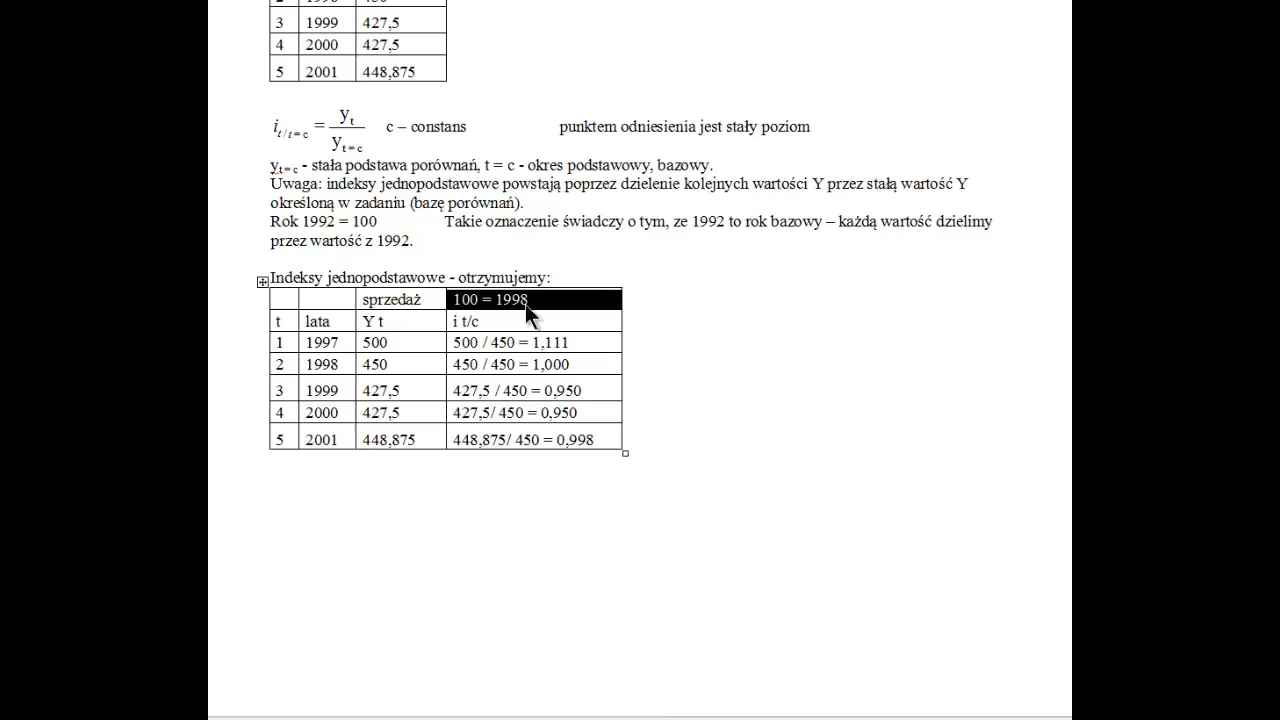 3 1999 427,5
4 2000 427,5
5 2001 448,875
i t / t = c = yt / yt = c c – constans punktem odniesienia jest stały poziom
yt = c - stała podstawa porównań, t = c - okres podstawowy, bazowy.
Uwaga: indeksy jednopodstawowe powstają poprzez dzielenie kolejnych wartości Y przez stałą wartość Y
określoną w zadaniu (bazę porównań).
Rok 1992 = 100 Takie oznaczenie świadczy o tym, ze 1992 to rok bazowy – każdą wartość dzielimy
przez wartość z 1992.
Indeksy jednopodstawowe - otrzymujemy:
sprzedaż 100 = 1998
t lata Y t i t/c
1 1997 500 500 / 450 = 1,111
2 1998 450 450 / 450 = 1,000
3 1999 427,5 427,5 / 450 = 0,950
4 2000 427,5 427,5/ 450 = 0,950
5 2001 448,875 448,875/ 450 = 0,998